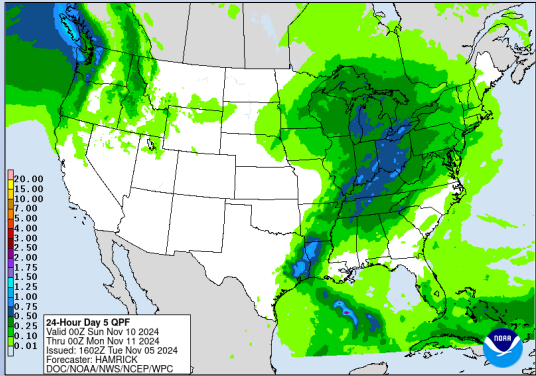 20.00
15.00
10.00
7.00
5.00
4.00
3.00
2.50
2.00
1.75
1.50
1.25
1.00
0.75
0.50
0.25
0.10
0.01
24-Hour Day 5 QPF
Valid 00Z Sun Nov 10 2024
Thru 00Z Mon Nov 11 2024
Issued: 1602Z Tue Nov 05 2024
Forecaster: HAMRICK
DOC/NOAA/NWS/NCEP/WPC
NOAA